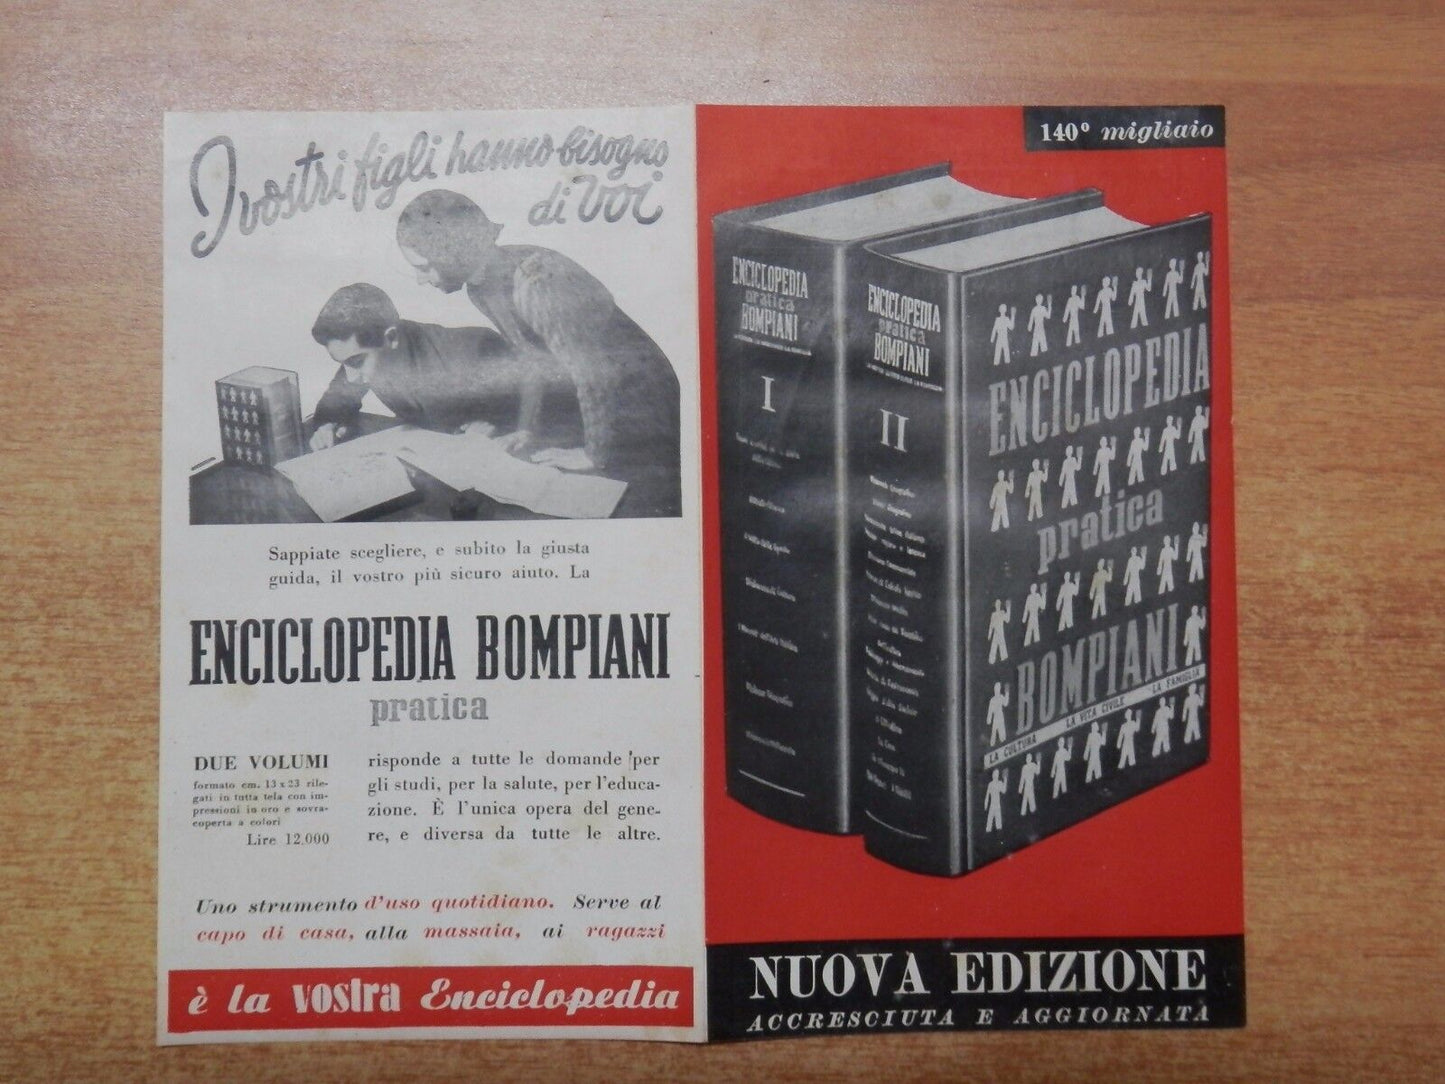 I vostri figli hanno bisogno
di Voi
Sappiate scegliere, e subito la giusta
guida, il vostro più sicuro aiuto. La
ENCICLOPEDIA BOMPIANI
pratica
DUE VOLUMI
formato cm. 13 x 23 rile-
gati in tutta tela con im-
pressioni in oro e sovra-
coperta a colori
Lire 12.000
risponde a tutte le domande per
gli studi, per la salute, per l'educa-
zione. È l'unica opera del gene-
re, e diversa da tutte le altre.
Uno strumento d'uso quotidiano. Serve al
capo di casa, alla massaia, ai ragazzi
è la vostra Enciclopedia
140º migliaio
ENCICLOPEDIA
pratica
BOMPIANI
I
ENCICLOPEDIA
pratica
BOMPIANI
II
ENCICLOPEDIA
pratica
BOMPIANI
LA CULTURA LA VITA CIVILE LA FAMIGLIA
NUOVA EDIZIONE
ACCRESCIUTA E AGGIORNATA